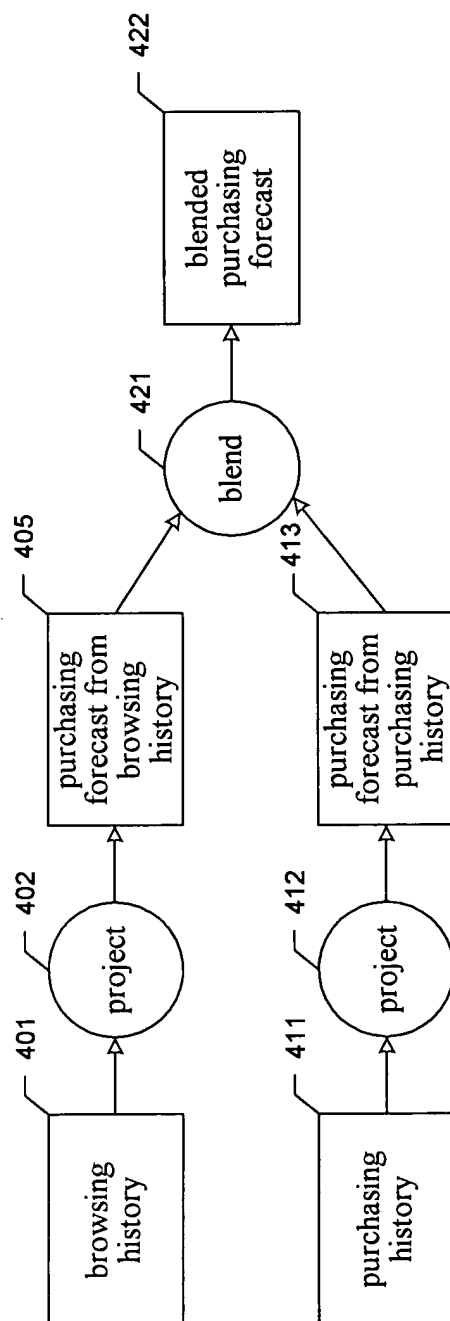 401
browsing
history
402
project
405
purchasing
forecast from
browsing
history
411
purchasing
history
412
project
413
purchasing
forecast from
purchasing
history
421
blend
422
blended
purchasing
forecast